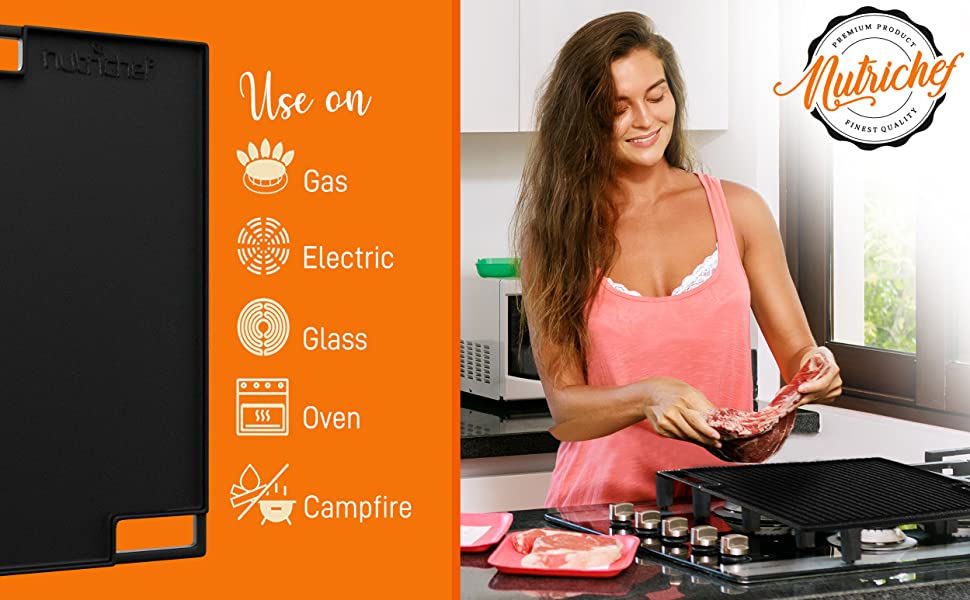 nutrichef
Use on
Gas
Electric
Glass
Oven
Campfire
PREMIUM PRODUCT
Nutrichef
FINEST QUALITY